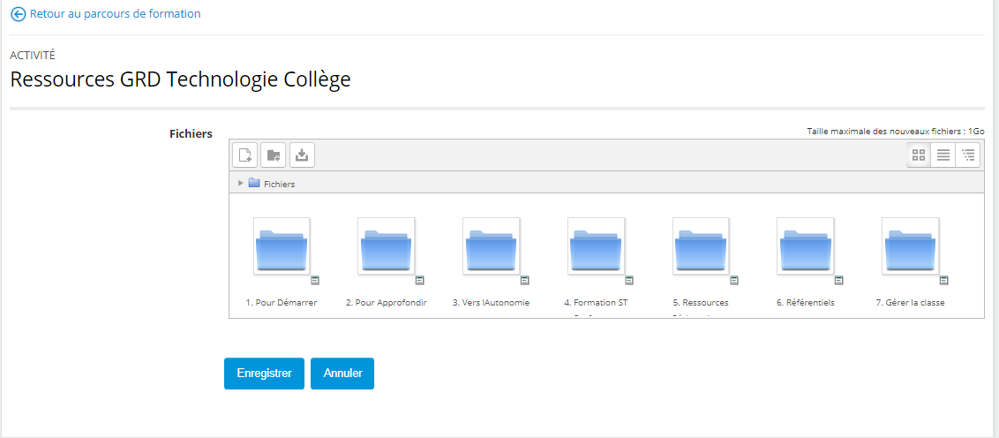 Retour au parcours de formation
ACTIVITÉ
Ressources GRD Technologie Collège
Fichiers
Taille maximale des nouveaux fichiers : 1Go
Fichiers
1. Pour Démarrer
2. Pour Approfondir
3. Vers lAutonomie
4. Formation ST
5. Ressources
6. Référentiels
7. Gérer la classe
Enregistrer
Annuler